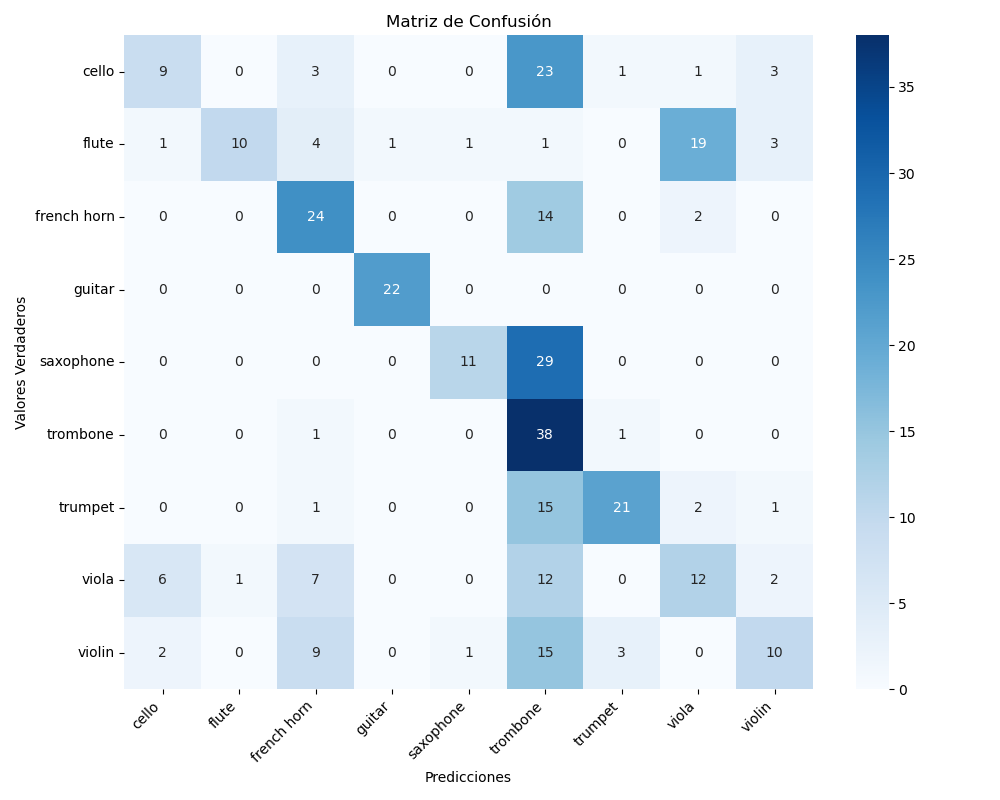 Matriz de Confusión
cello 9 0 3 0 0 23 1 1 3
flute 1 10 4 1 1 1 0 19 3
french horn 0 0 24 0 0 14 0 2 0
guitar 0 0 0 22 0 0 0 0 0
saxophone 0 0 0 0 11 29 0 0 0
trombone 0 0 1 0 0 38 1 0 0
trumpet 0 0 1 0 0 15 21 2 1
viola 6 1 7 0 0 12 0 12 2
violin 2 0 9 0 1 15 3 0 10
cello flute french horn guitar saxophone trombone trumpet viola violin
Predicciones
Valores Verdaderos
35
30
25
20
15
10
5
0